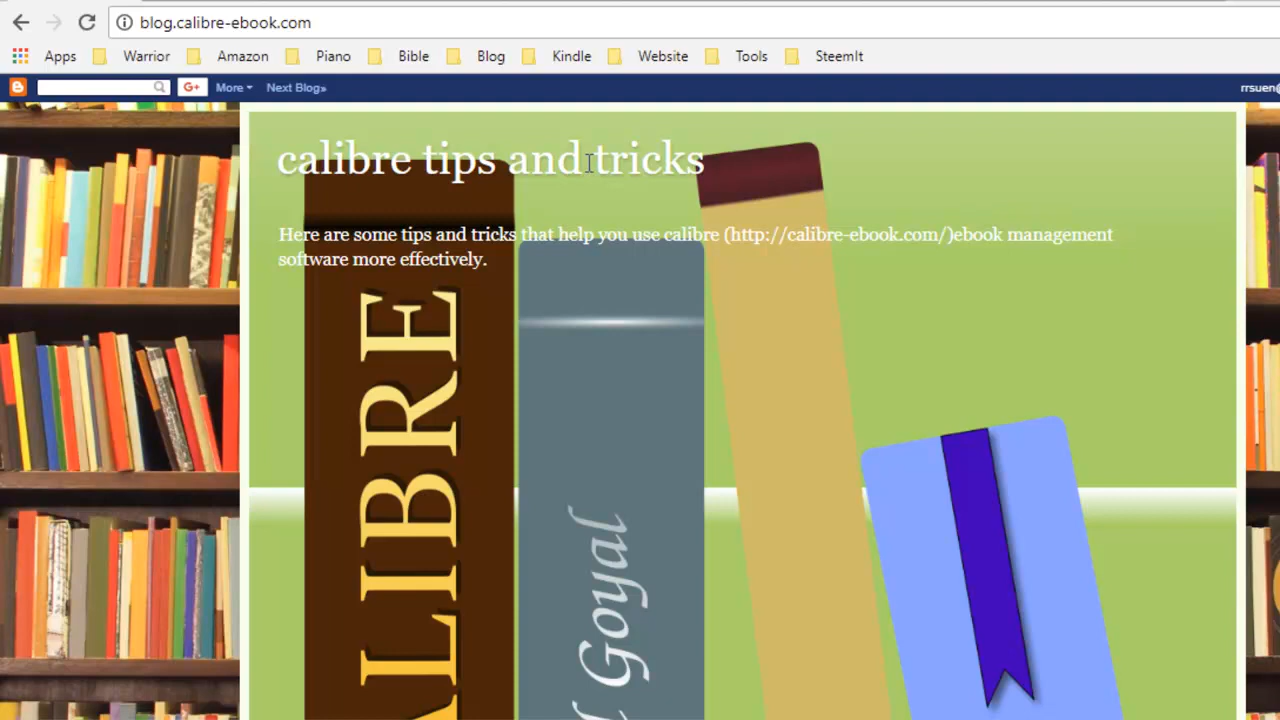 blog.calibre-ebook.com
Apps Warrior Amazon Piano Bible Blog Kindle Website Tools SteemIt
G+ More Next Blog» rrsuen@
calibre tips and tricks
Here are some tips and tricks that help you use calibre (http://calibre-ebook.com/)ebook management
software more effectively.
ALIBRE
Goyal